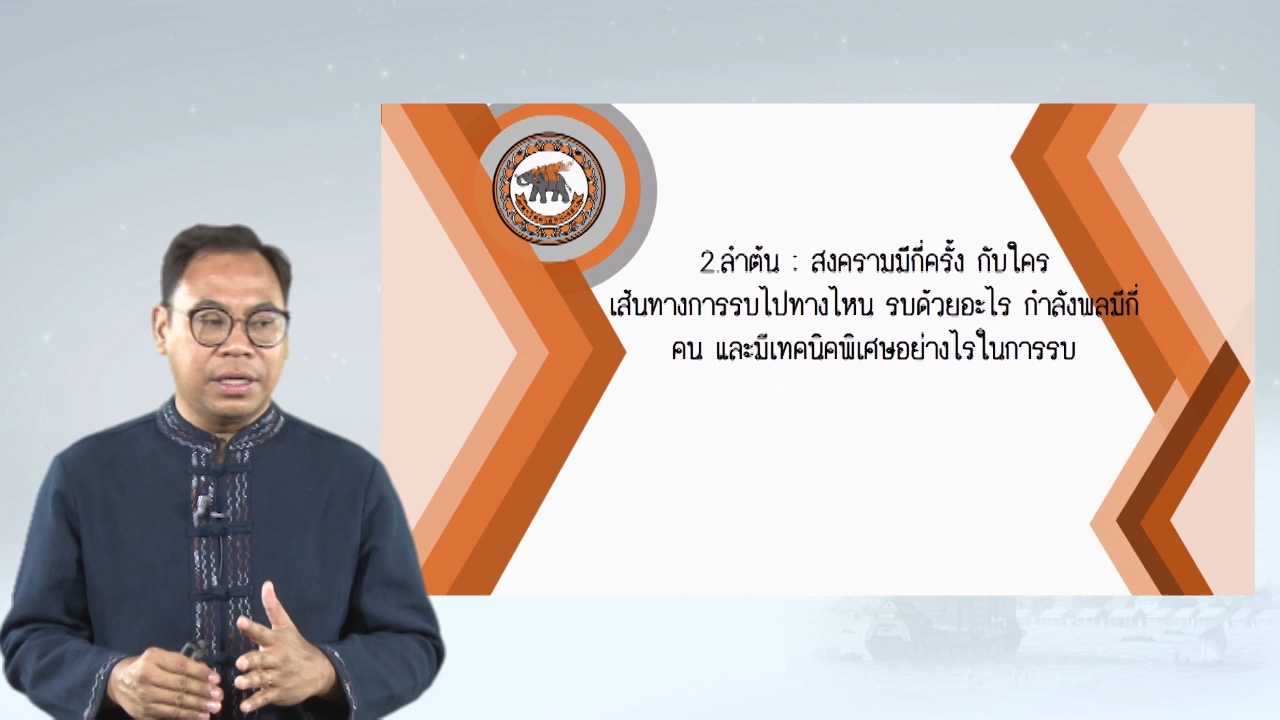 2.ลำต้น : สงครามมีกี่ครั้ง กับใคร
เส้นทางการรบไปทางไหน รบด้วยอะไร กำลังพลมีกี่
คน และมีเทคนิคพิเศษอย่างไรในการรบ